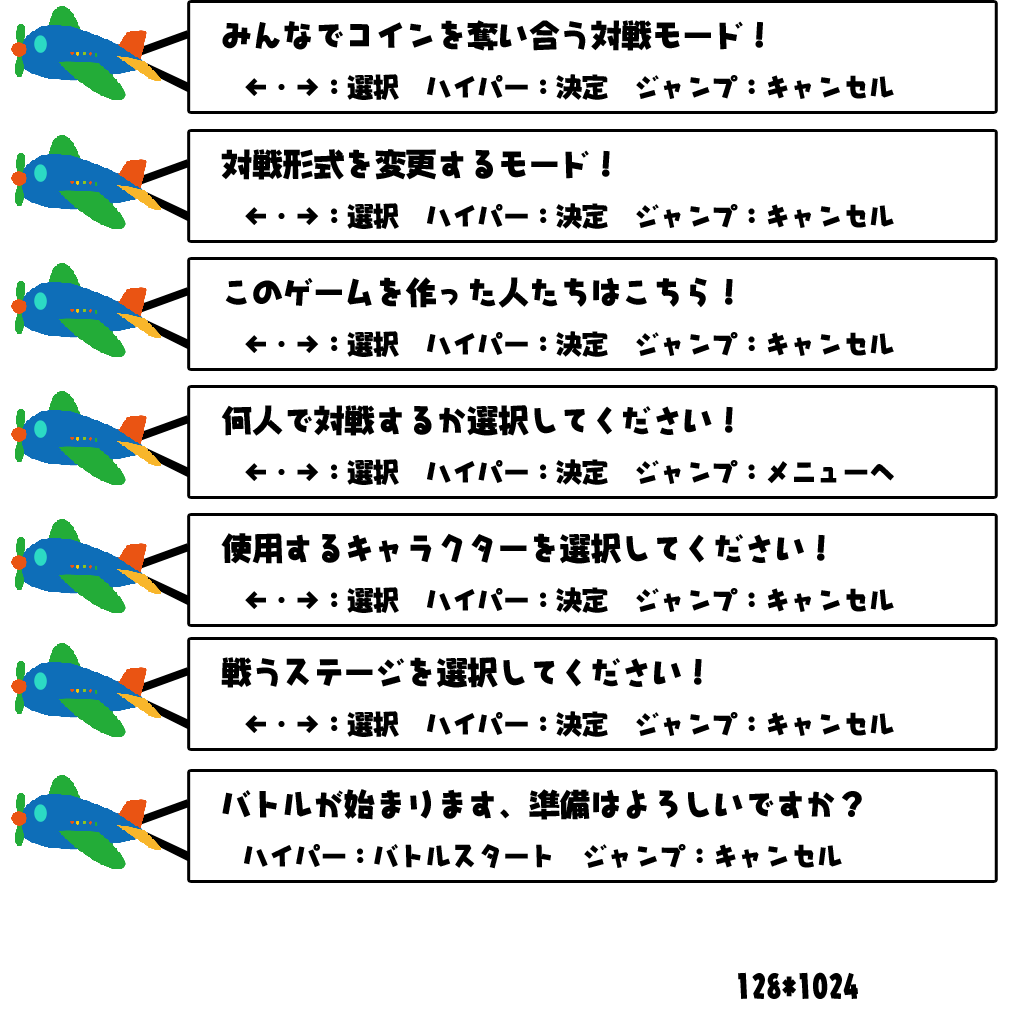 みんなでコインを奪い合う対戦モード！
←・→：選択　ハイパー：決定　ジャンプ：キャンセル
対戦形式を変更するモード！
←・→：選択　ハイパー：決定　ジャンプ：キャンセル
このゲームを作った人たちはこちら！
←・→：選択　ハイパー：決定　ジャンプ：キャンセル
何人で対戦するか選択してください！
←・→：選択　ハイパー：決定　ジャンプ：メニューへ
使用するキャラクターを選択してください！
←・→：選択　ハイパー：決定　ジャンプ：キャンセル
戦うステージを選択してください！
←・→：選択　ハイパー：決定　ジャンプ：キャンセル
バトルが始まります、準備はよろしいですか？
ハイパー：バトルスタート　ジャンプ：キャンセル
128*1024